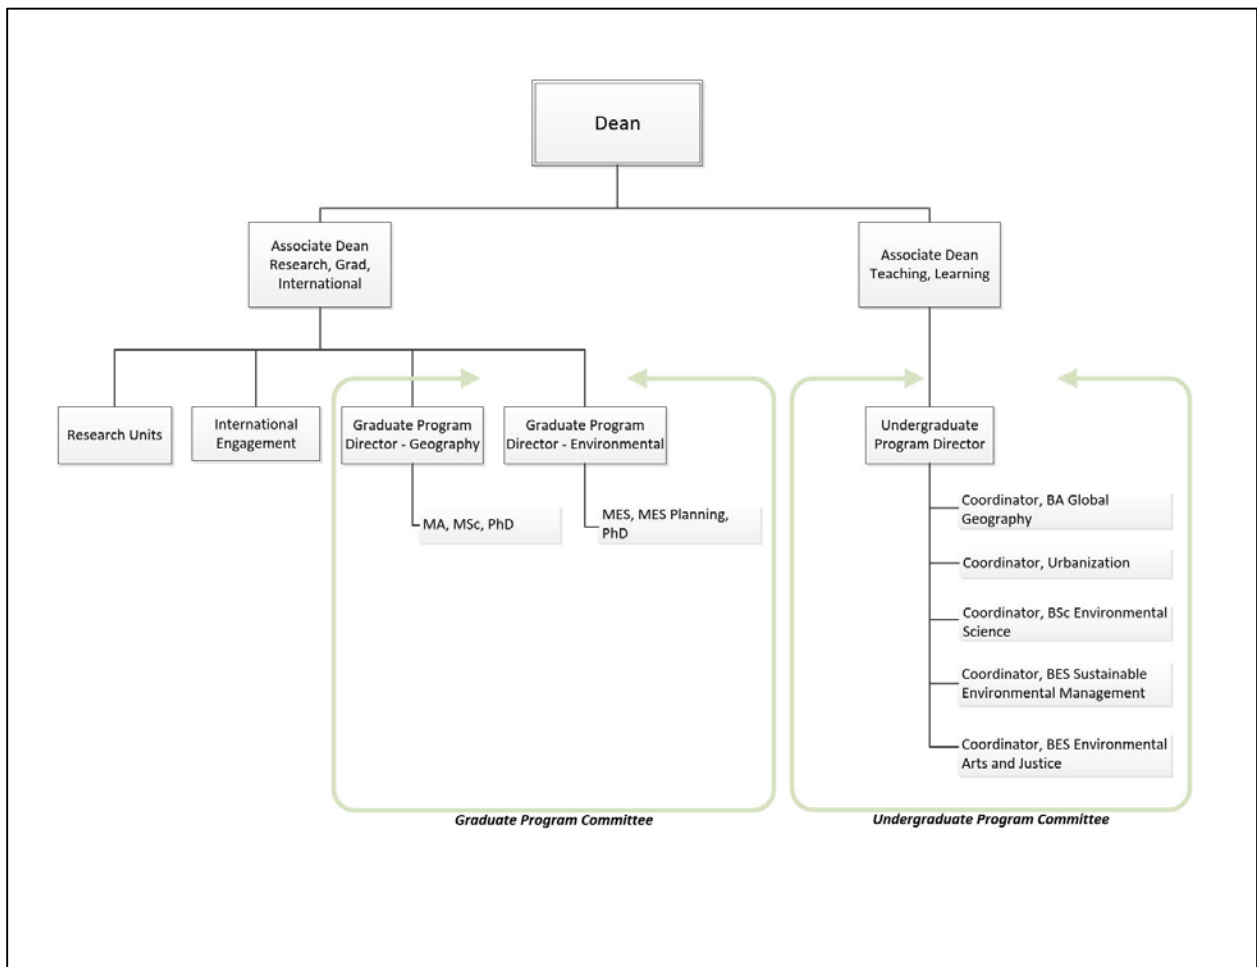 Dean
Associate Dean
Research, Grad,
International
Associate Dean
Teaching, Learning
Research Units
International
Engagement
Graduate Program
Director - Geography
Graduate Program
Director - Environmental
Undergraduate
Program Director
MA, MSc, PhD
MES, MES Planning,
PhD
Coordinator, BA Global
Geography
Coordinator, Urbanization
Coordinator, BSc Environmental
Science
Coordinator, BES Sustainable
Environmental Management
Coordinator, BES Environmental
Arts and Justice
Graduate Program Committee
Undergraduate Program Committee